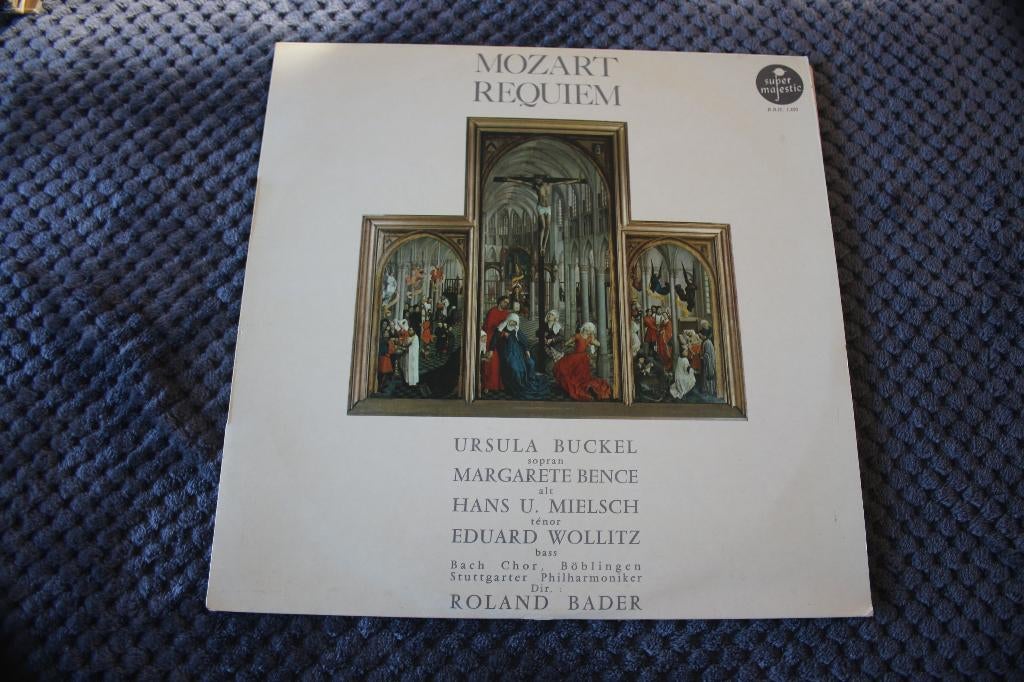 MOZART
REQUIEM
super
majestic
URSULA BUCKEL
sopran
MARGARETE BENCE
alt
HANS U. MIELSCH
ténor
EDUARD WOLLITZ
bass
Bach Chor, Böblingen
Stuttgarter Philharmoniker
Dir. :
ROLAND BADER